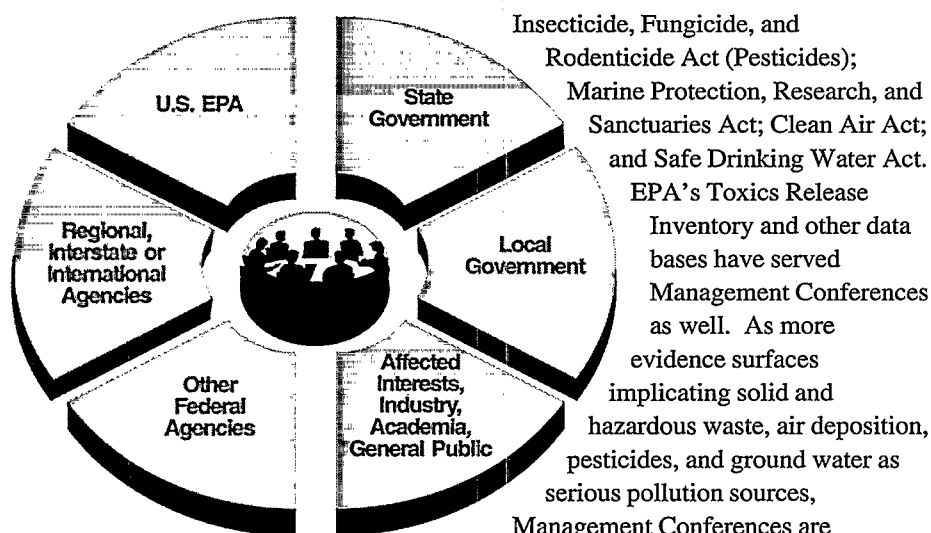 U.S. EPA
State
Government
Regional,
Interstate or
International
Agencies
Local
Government
Other
Federal
Agencies
Affected
Interests,
Industry,
Academia,
General Public
Insecticide, Fungicide, and
Rodenticide Act (Pesticides);
Marine Protection, Research, and
Sanctuaries Act; Clean Air Act;
and Safe Drinking Water Act.
EPA's Toxics Release
Inventory and other data
bases have served
Management Conferences
as well. As more
evidence surfaces
implicating solid and
hazardous waste, air deposition,
pesticides, and ground water as
serious pollution sources,
Management Conferences are